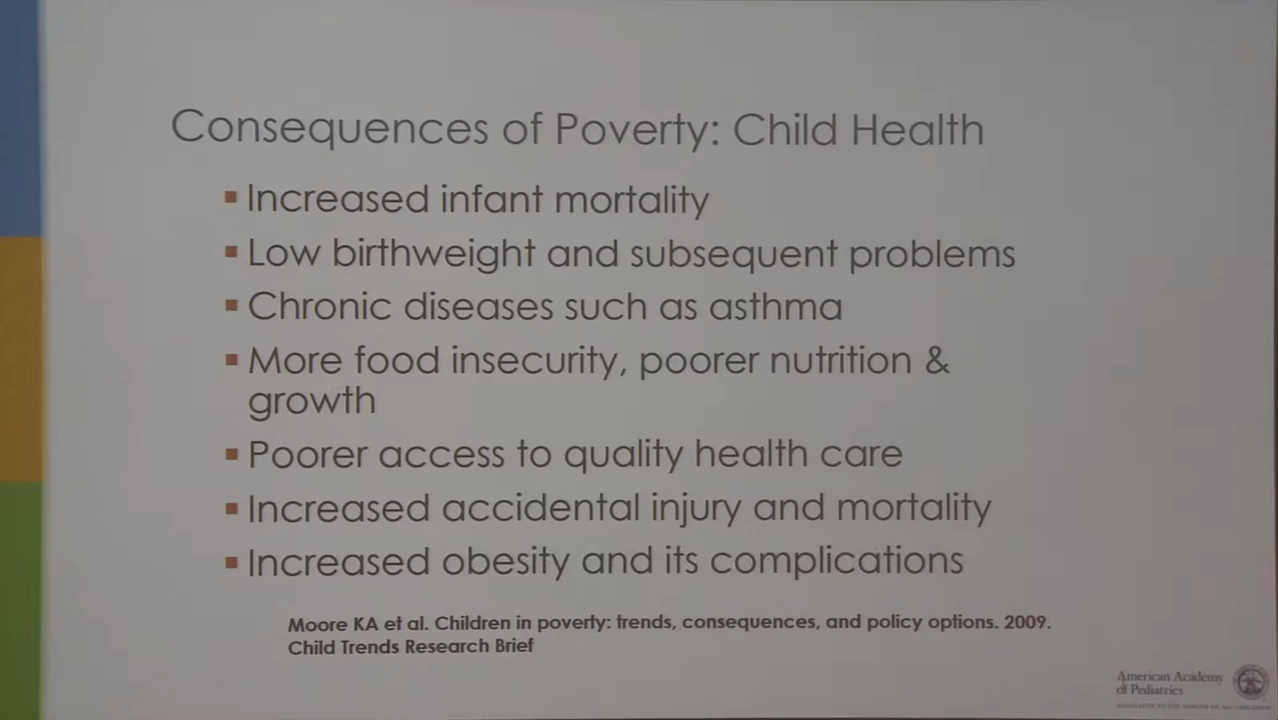 Consequences of Poverty: Child Health
▪ Increased infant mortality
▪ Low birthweight and subsequent problems
▪ Chronic diseases such as asthma
▪ More food insecurity, poorer nutrition &
growth
▪ Poorer access to quality health care
▪ Increased accidental injury and mortality
▪ Increased obesity and its complications
Moore KA et al. Children in poverty: trends, consequences, and policy options. 2009.
Child Trends Research Brief
American Academy
of Pediatrics